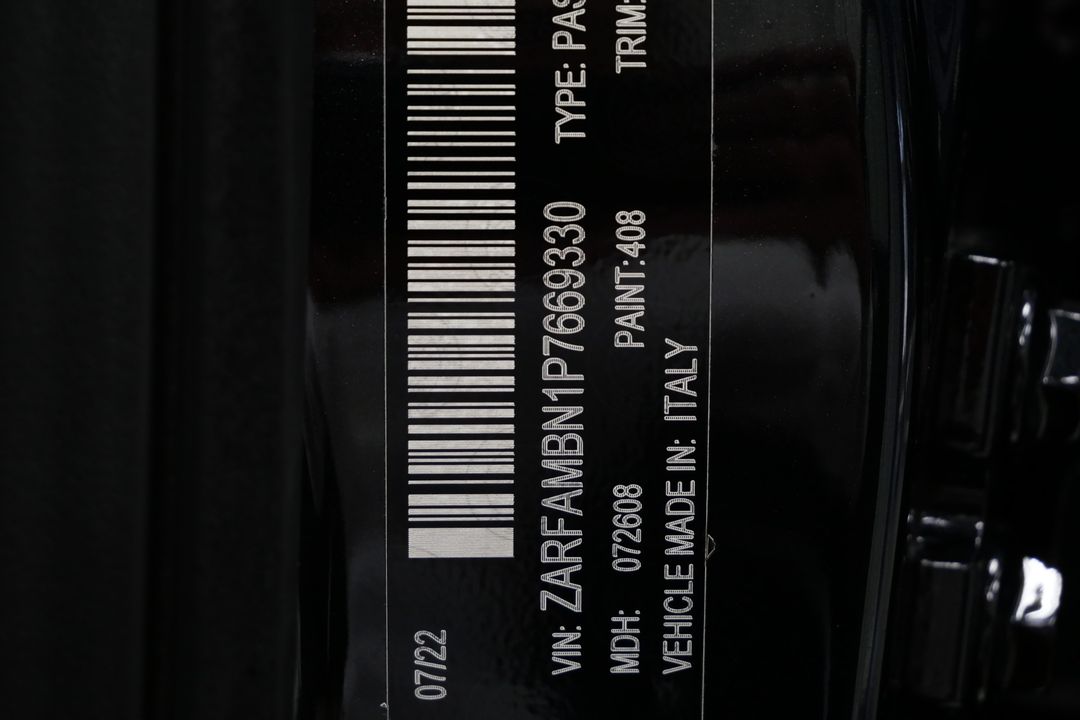 07/22
VIN: ZARFAMBN1P7669330 TYPE: PAS
MDH: 072608 PAINT:408 TRIM:
VEHICLE MADE IN: ITALY